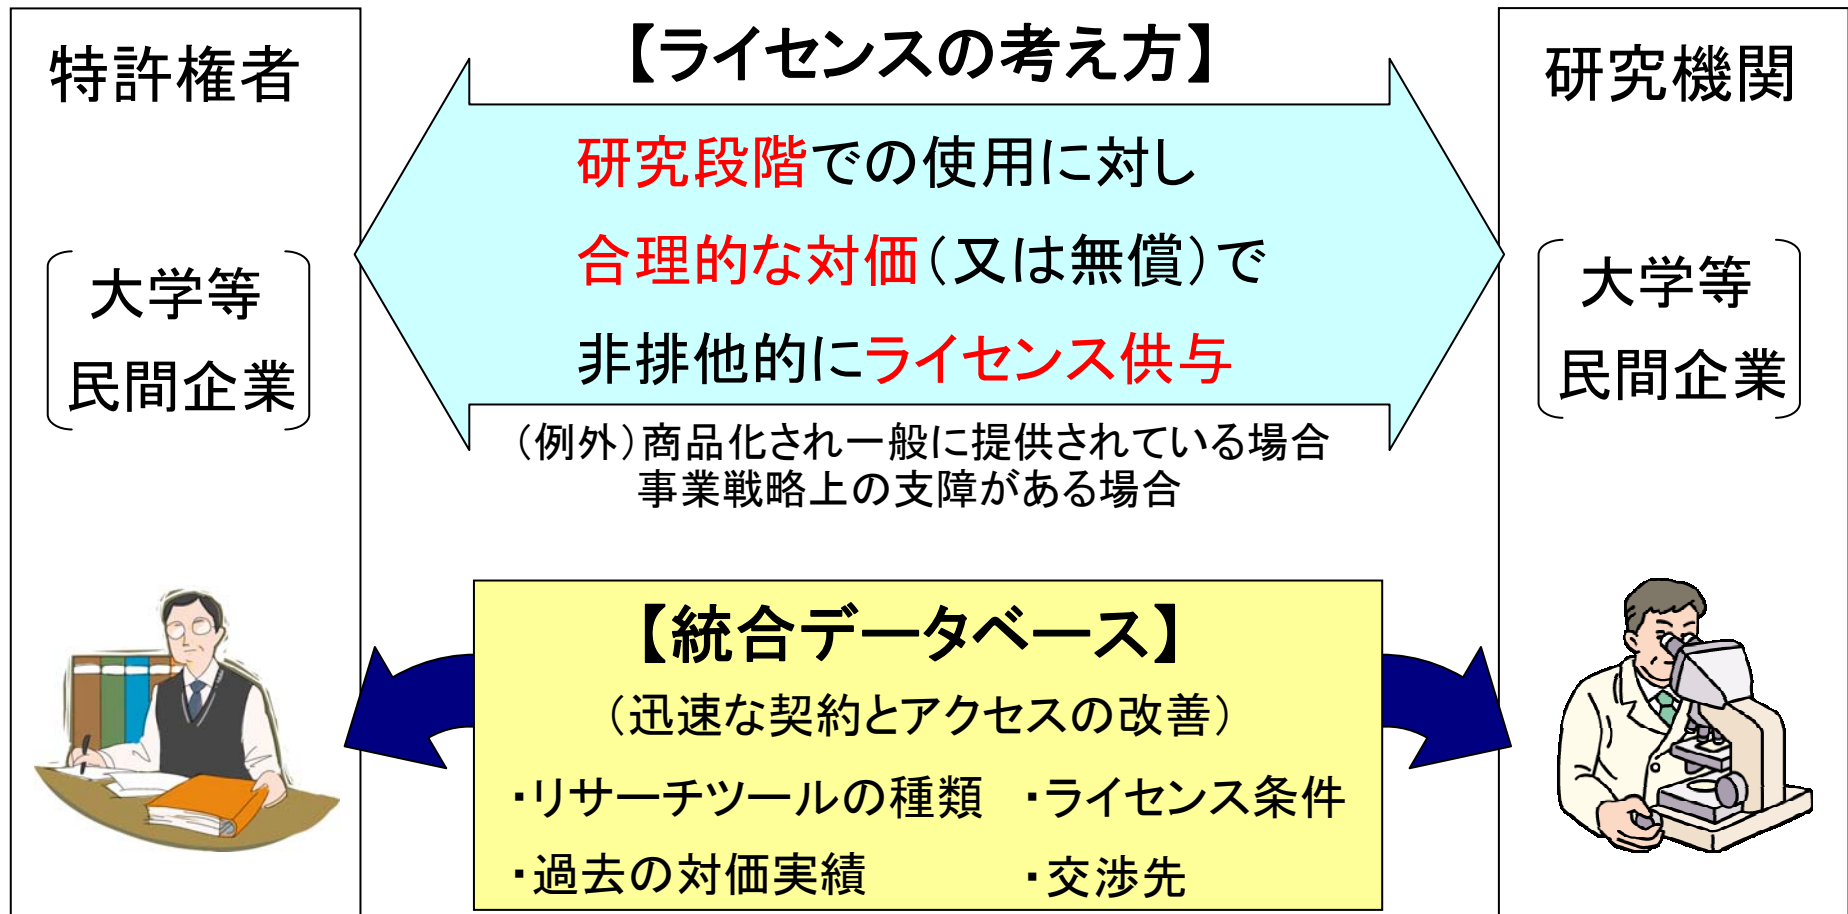 特許権者
大学等
民間企業
【ライセンスの考え方】
研究段階での使用に対し
合理的な対価(又は無償)で
非排他的にライセンス供与
(例外)商品化され一般に提供されている場合
事業戦略上の支障がある場合
研究機関
大学等
民間企業
【統合データベース】
(迅速な契約とアクセスの改善)
・リサーチツールの種類 ・ライセンス条件
・過去の対価実績 ・交渉先